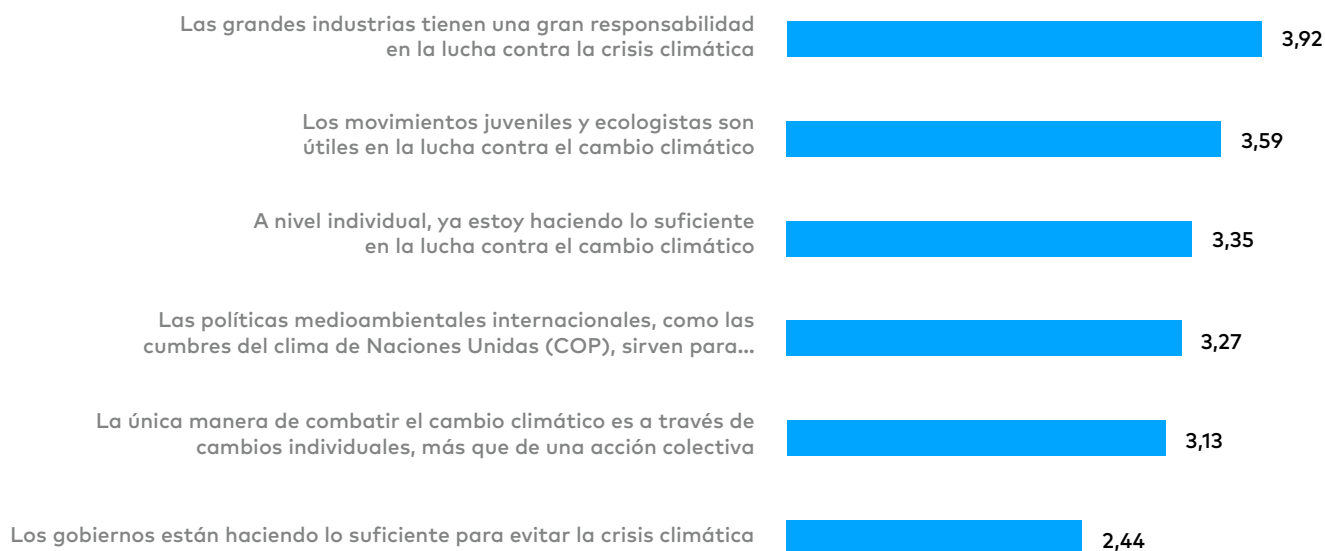 Las grandes industrias tienen una gran responsabilidad
en la lucha contra la crisis climática
3,92
Los movimientos juveniles y ecologistas son
útiles en la lucha contra el cambio climático
3,59
A nivel individual, ya estoy haciendo lo suficiente
en la lucha contra el cambio climático
3,35
Las políticas medioambientales internacionales, como las
cumbres del clima de Naciones Unidas (COP), sirven para...
3,27
La única manera de combatir el cambio climático es a través de
cambios individuales, más que de una acción colectiva
3,13
Los gobiernos están haciendo lo suficiente para evitar la crisis climática
2,44